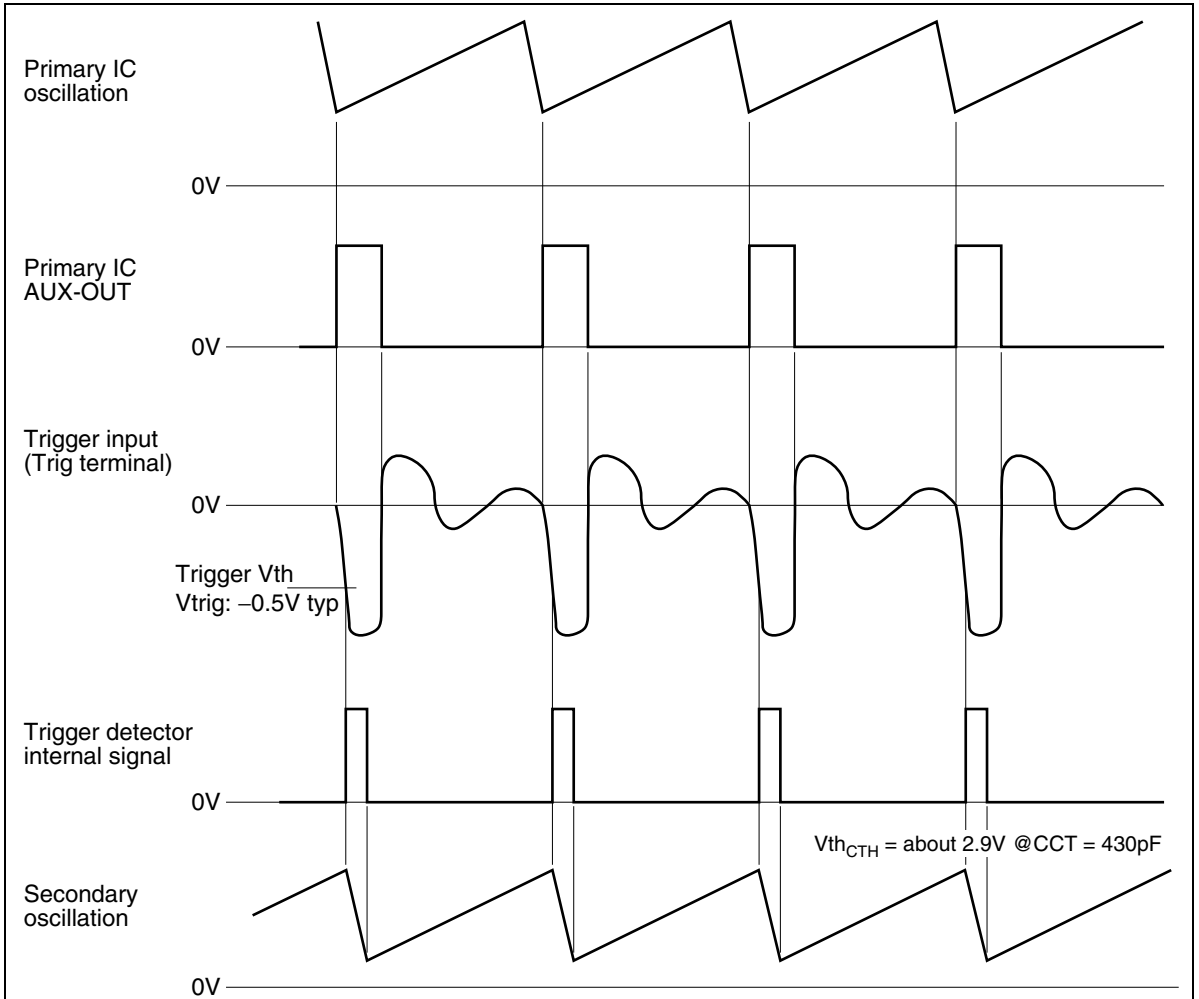 Primary IC
oscillation
0V
Primary IC
AUX-OUT
0V
Trigger input
(Trig terminal)
0V
Trigger Vth
Vtrig: −0.5V typ
Trigger detector
internal signal
0V
Vth_CTH = about 2.9V @CCT = 430pF
Secondary
oscillation
0V